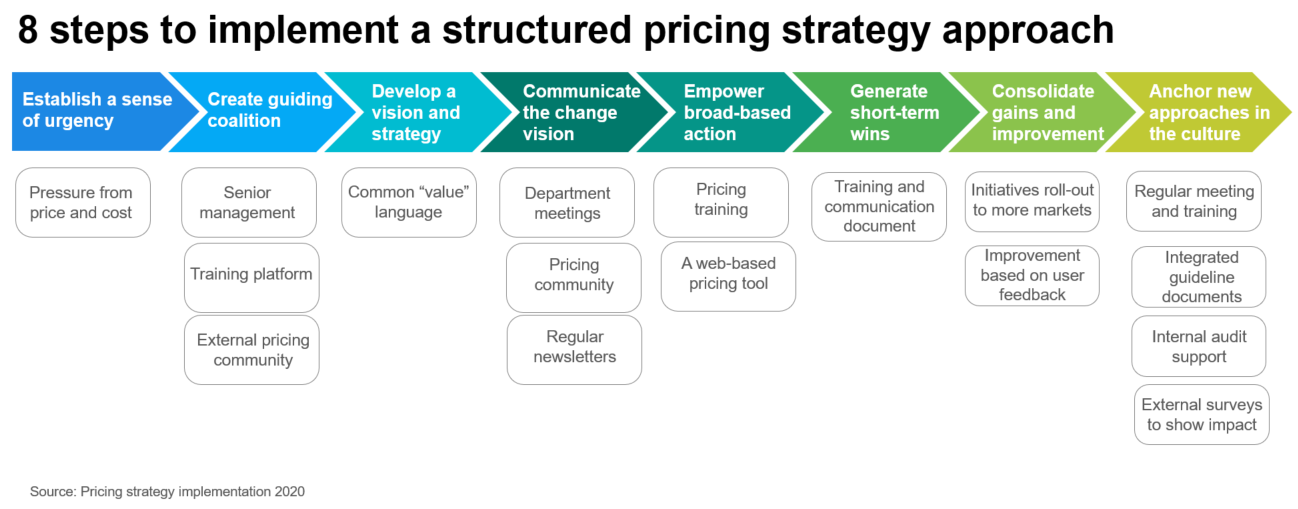 8 steps to implement a structured pricing strategy approach
Establish a sense
of urgency
Create guiding
coalition
Develop a
vision and
strategy
Communicate
the change
vision
Empower
broad-based
action
Generate
short-term
wins
Consolidate
gains and
improvement
Anchor new
approaches in
the culture
Pressure from
price and cost
Senior
management
Training platform
External pricing
community
Common “value”
language
Department
meetings
Pricing
community
Regular
newsletters
Pricing
training
A web-based
pricing tool
Training and
communication
document
Initiatives roll-out
to more markets
Improvement
based on user
feedback
Regular meeting
and training
Integrated
guideline
documents
Internal audit
support
External surveys
to show impact
Source: Pricing strategy implementation 2020